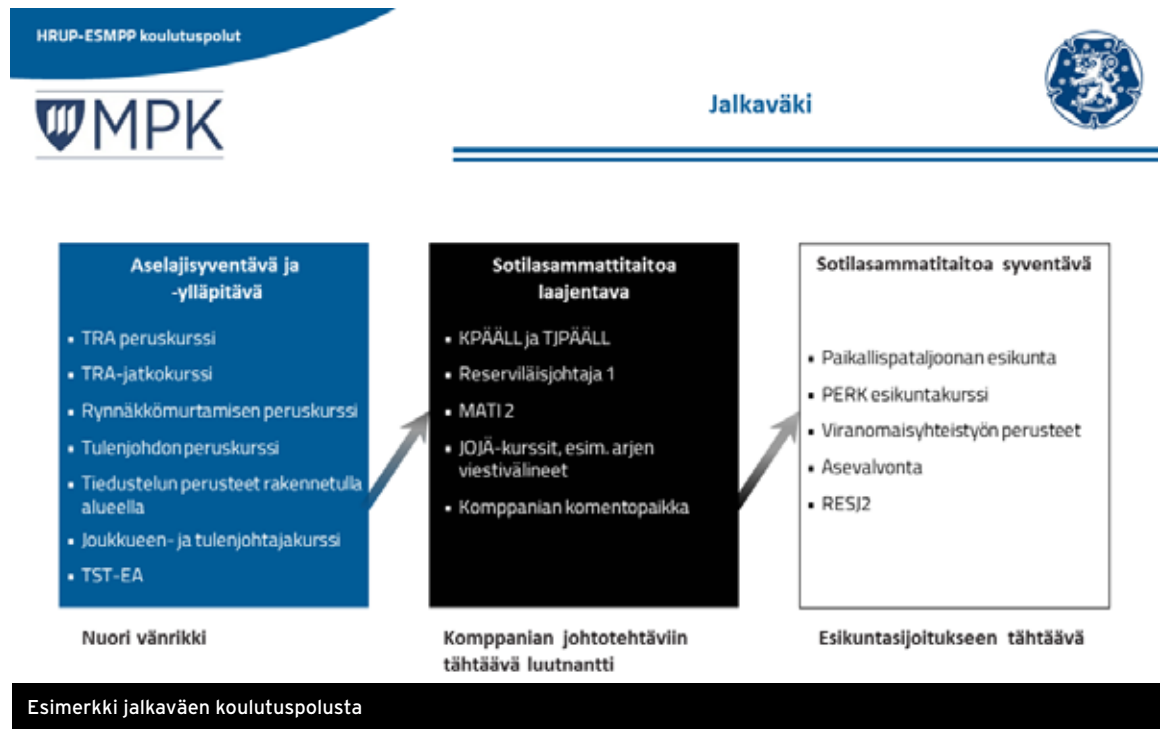 HRUP-ESMPP koulutuspolut
MPK
Jalkaväki
Aselajisyventävä ja
-ylläpitävä
▪ TRA peruskurssi
▪ TRA-jatkokurssi
▪ Rynnäkkömurtamisen peruskurssi
▪ Tulenjohdon peruskurssi
▪ Tiedustelun perusteet rakennetulla
alueella
▪ Joukkueen- ja tulenjohtajakurssi
▪ TST-EA
Nuori vänrikki
Sotilasammattitaitoa
laajentava
▪ KPÄÄLL ja TJPÄÄLL
▪ Reserviläisjohtaja 1
▪ MATI 2
▪ JOJÄ-kurssit, esim. arjen
viestivälineet
▪ Komppanian komentopaikka
Komppanian johtotehtäviin
tähtäävä luutnantti
Sotilasammatitaitoa syventävä
▪ Paikallispataljoonan esikunta
▪ PERK esikuntakurssi
▪ Viranomaisyhteistyön perusteet
▪ Asevalvonta
▪ RESJ2
Esikuntasijoitukseen tähtäävä
Esimerkki jalkaväen koulutuspolusta